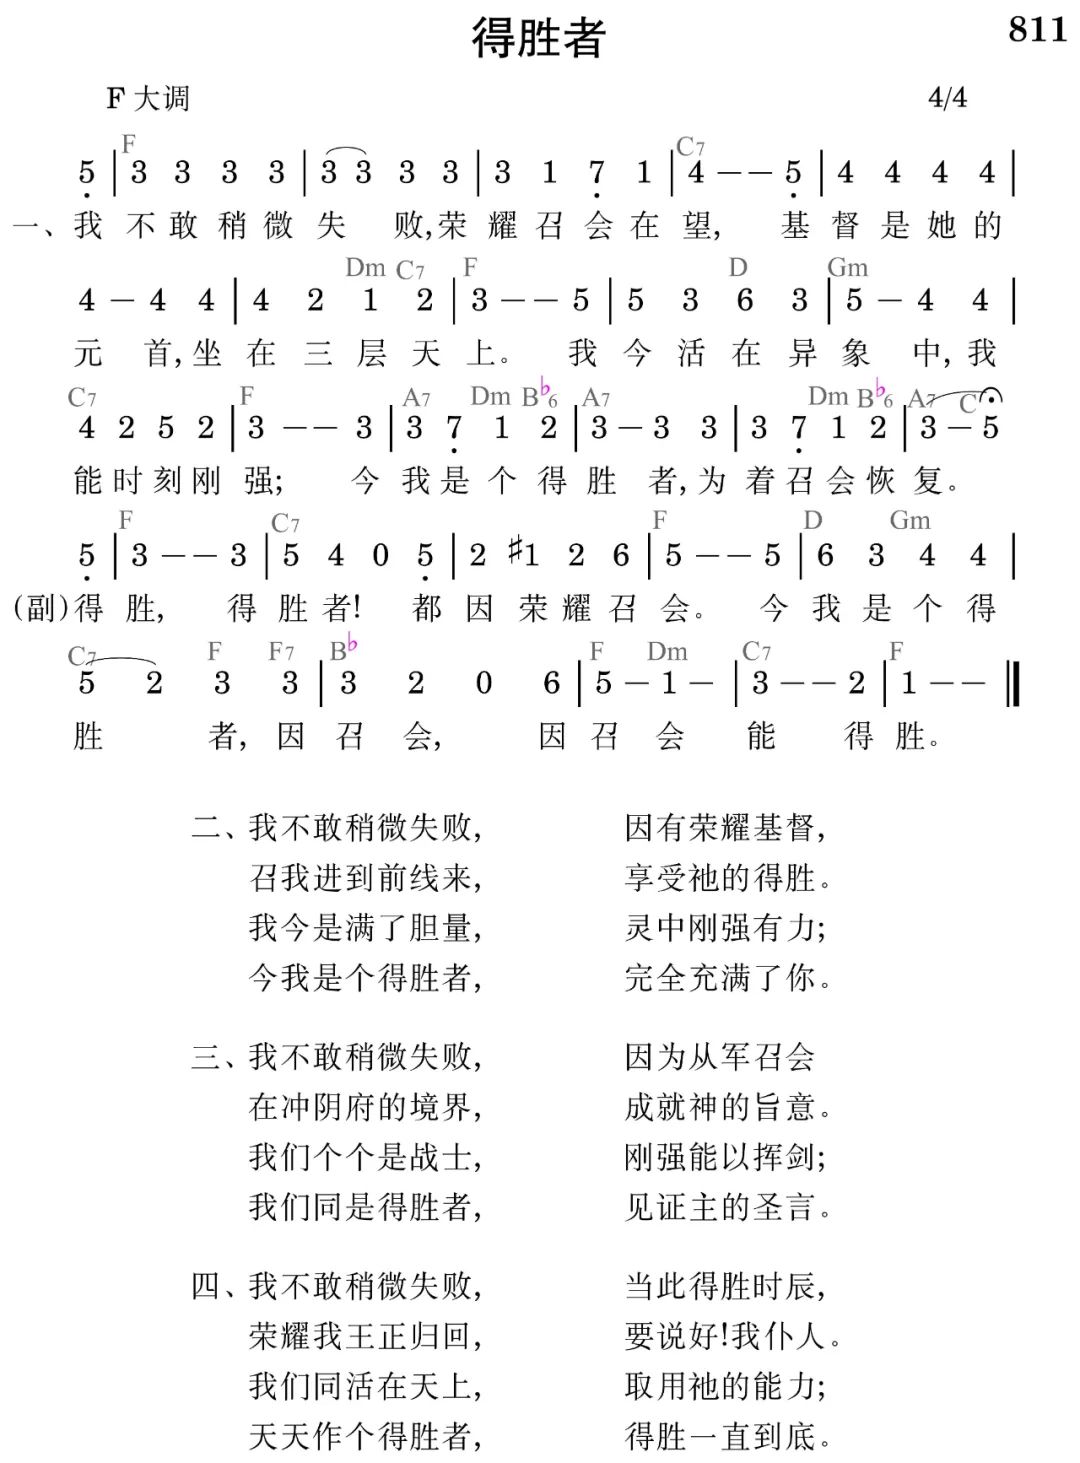 得胜者
811
F 大调 4/4
F C7
5 | 3 3 3 3 | 3 3 3 3 | 3 1 7 1 | 4 – – 5 | 4 4 4 4 |
一、我 不 敢 稍 微 失 败, 荣 耀 召 会 在 望, 基 督 是 她 的
Dm C7 F D Gm
4 – 4 4 | 4 2 1 2 | 3 – – 5 | 5 3 6 3 | 5 – 4 4 |
元 首, 坐 在 三 层 天 上。 我 今 活 在 异 象 中, 我
C7 F A7 Dm B♭6 A7 Dm B♭6 A7 C
4 2 5 2 | 3 – – 3 | 3 7 1 2 | 3 – 3 3 | 3 7 1 2 | 3 – 5
能 时 刻 刚 强; 今 我 是 个 得 胜 者, 为 着 召 会 恢 复。
F C7 F D Gm
5 | 3 – – 3 | 5 4 0 5 | 2 ♯1 2 6 | 5 – – 5 | 6 3 4 4 |
(副) 得 胜, 得 胜 者! 都 因 荣 耀 召 会。 今 我 是 个 得
C7 F F7 B♭ F Dm C7 F
5 2 3 3 | 3 2 0 6 | 5 – 1 – | 3 – – 2 | 1 – – ‖
胜 者, 因 召 会, 因 召 会 能 得 胜。
二、我不敢稍微失败, 因有荣耀基督,
召我进到前线来, 享受祂的得胜。
我今是满了胆量, 灵中刚强有力;
今我是个得胜者, 完全充满了你。
三、我不敢稍微失败, 因为从军召会
在冲阴府的境界, 成就神的旨意。
我们个个是战士, 刚强能以挥剑;
我们同是得胜者, 见证主的圣言。
四、我不敢稍微失败, 当此得胜时辰,
荣耀我王正归回, 要说好!我仆人。
我们同活在天上, 取用祂的能力;
天天作个得胜者, 得胜一直到底。